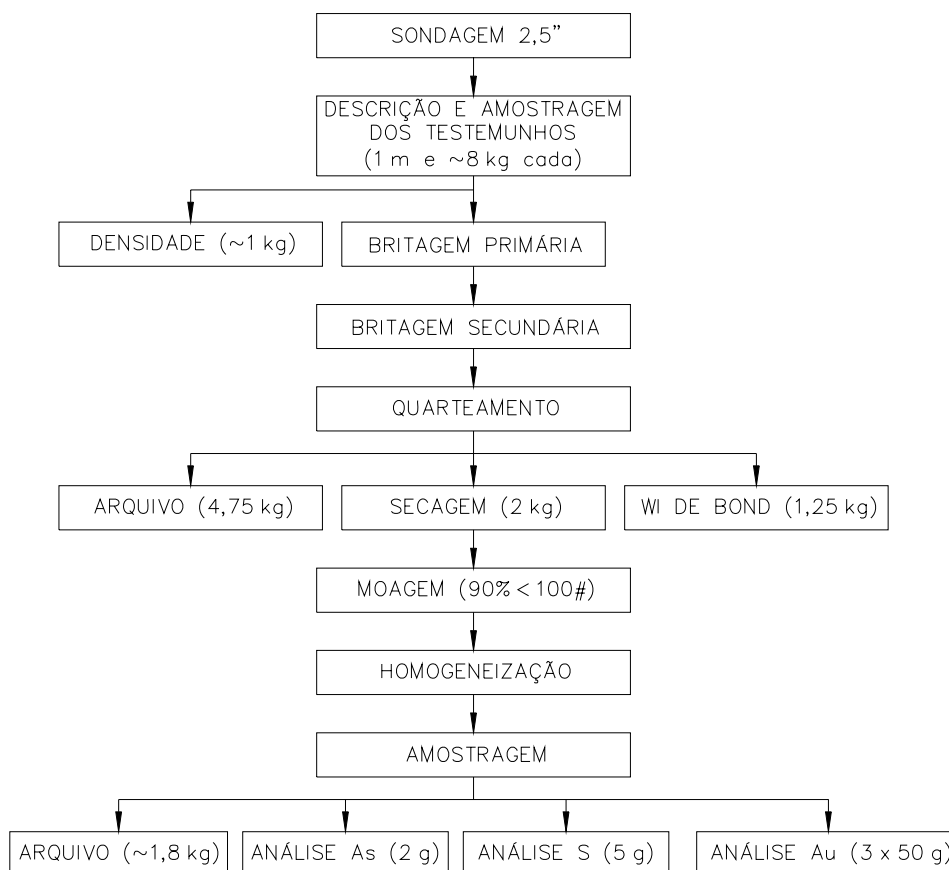 SONDAGEM 2,5”
DESCRIÇÃO E AMOSTRAGEM
DOS TESTEMUNHOS
(1 m e ~8 kg cada)
DENSIDADE (~1 kg)
BRITAGEM PRIMÁRIA
BRITAGEM SECUNDÁRIA
QUARTEAMENTO
ARQUIVO (4,75 kg)
SECAGEM (2 kg)
WI DE BOND (1,25 kg)
MOAGEM (90% < 100#)
HOMOGENEIZAÇÃO
AMOSTRAGEM
ARQUIVO (~1,8 kg)
ANÁLISE As (2 g)
ANÁLISE S (5 g)
ANÁLISE Au (3 x 50 g)